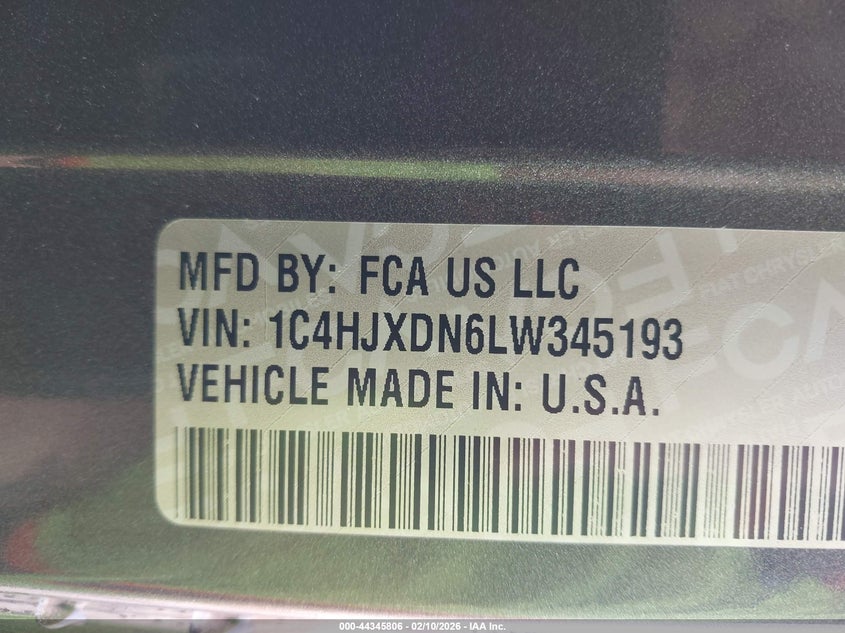 MFD BY: FCA US LLC
VIN: 1C4HJXDN6LW345193
VEHICLE MADE IN: U.S.A.
000-44345806 - 02/10/2026 - IAA Inc.